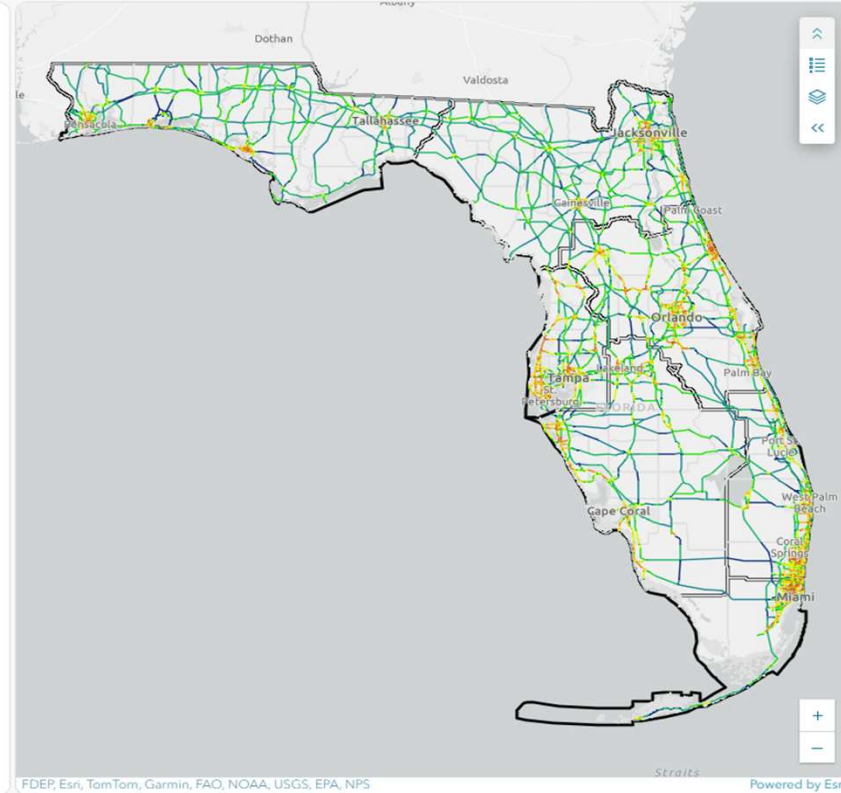 Albany
Dothan
Valdosta
le
Pensacola
Tallahassee
Jacksonville
Gainesville
Palm Coast
Orlando
Lakeland
Palm Bay
Tampa
St.
Petersburg
FLORIDA
Port St.
Lucie
West Palm
Beach
Cape Coral
Coral
Springs
Miami
Straits
FDEP, Esri, TomTom, Garmin, FAO, NOAA, USGS, EPA, NPS
Powered by Esr